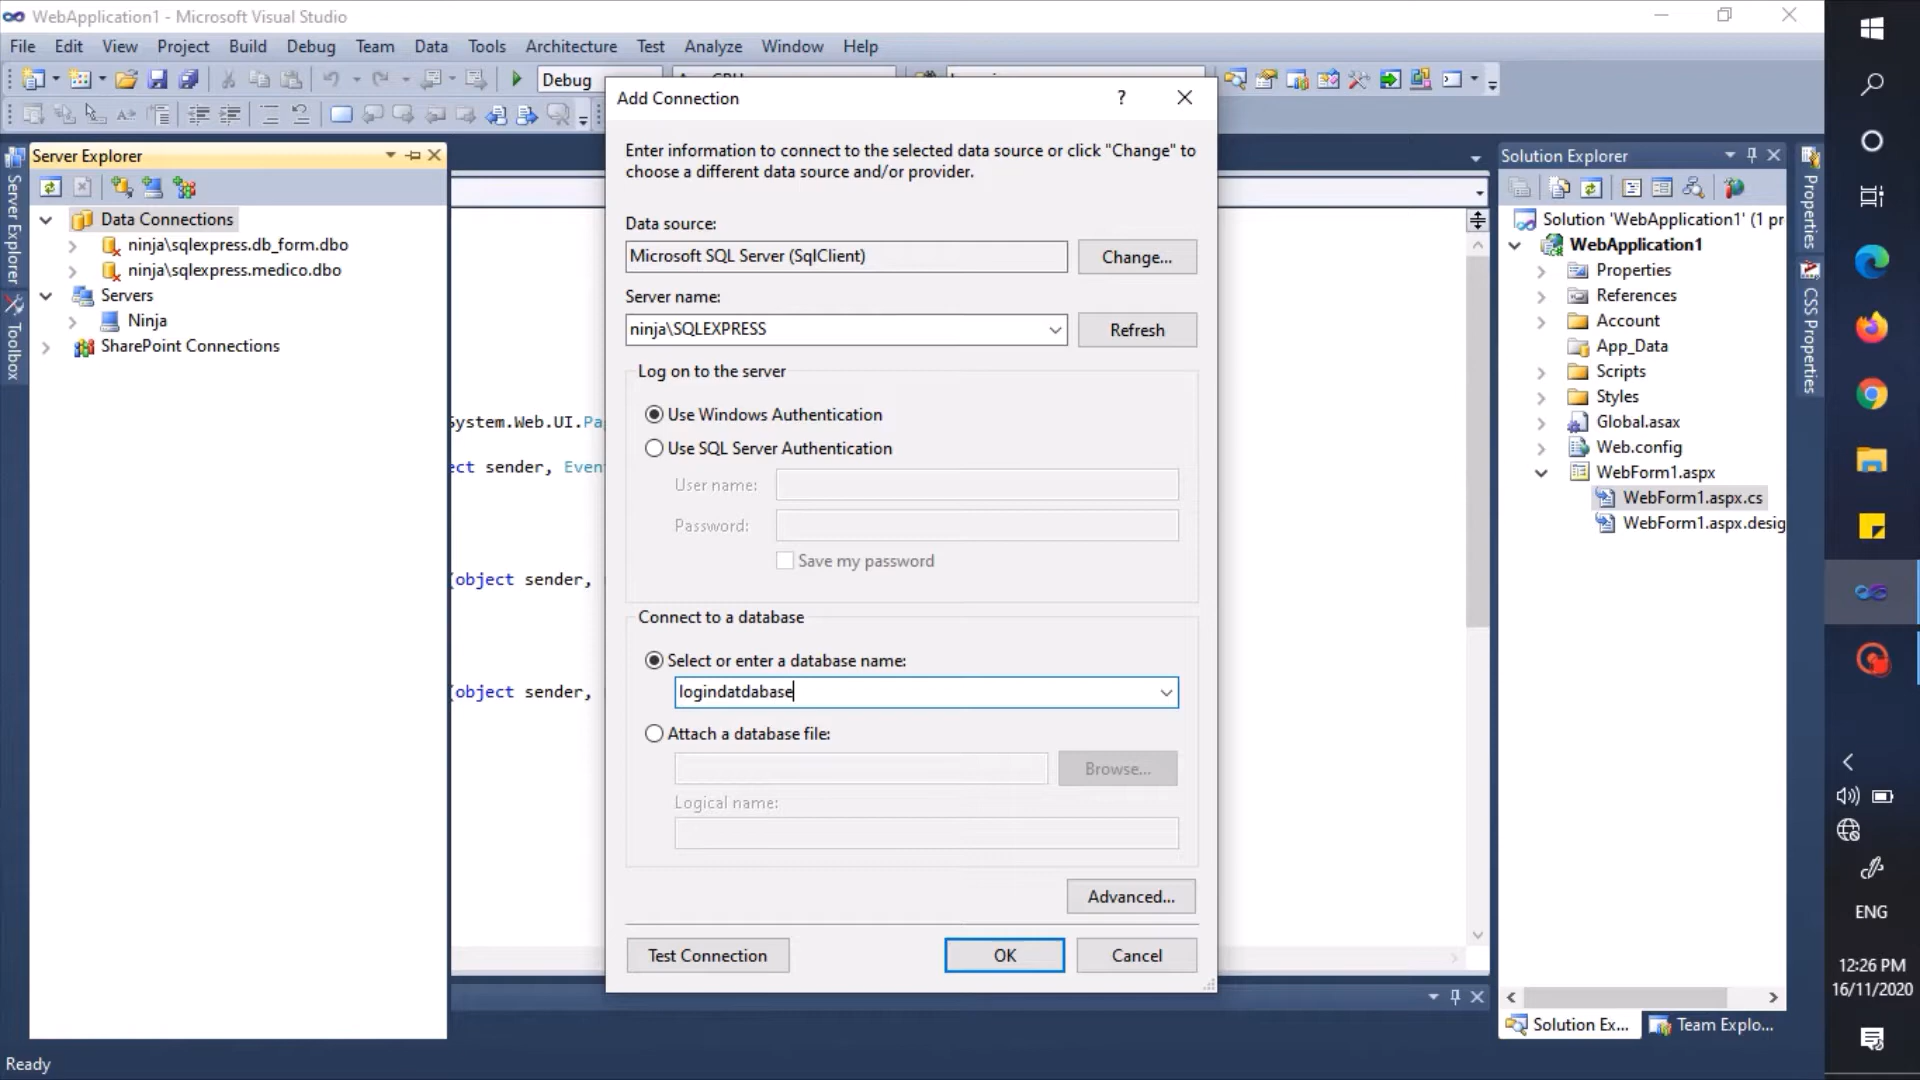 WebApplication1 - Microsoft Visual Studio
File Edit View Project Build Debug Team Data Tools Architecture Test Analyze Window Help
Debug
Server Explorer
Toolbox
Server Explorer
Data Connections
ninja\sqlexpress.db_form.dbo
ninja\sqlexpress.medico.dbo
Servers
Ninja
SharePoint Connections
System.Web.UI.Pa
ect sender, Even
(object sender,
(object sender,
Add Connection
?
Enter information to connect to the selected data source or click "Change" to
choose a different data source and/or provider.
Data source:
Microsoft SQL Server (SqlClient)
Change...
Server name:
ninja\SQLEXPRESS
Refresh
Log on to the server
Use Windows Authentication
Use SQL Server Authentication
User name:
Password:
Save my password
Connect to a database
Select or enter a database name:
logindatdabase
Attach a database file:
Browse...
Logical name:
Advanced...
Test Connection OK Cancel
Solution Explorer
Solution 'WebApplication1' (1 pr
WebApplication1
Properties
References
Account
App_Data
Scripts
Styles
Global.asax
Web.config
WebForm1.aspx
WebForm1.aspx.cs
WebForm1.aspx.desig
Solution Ex...
Team Explo...
Properties
CSS Properties
ENG
12:26 PM
16/11/2020
Ready